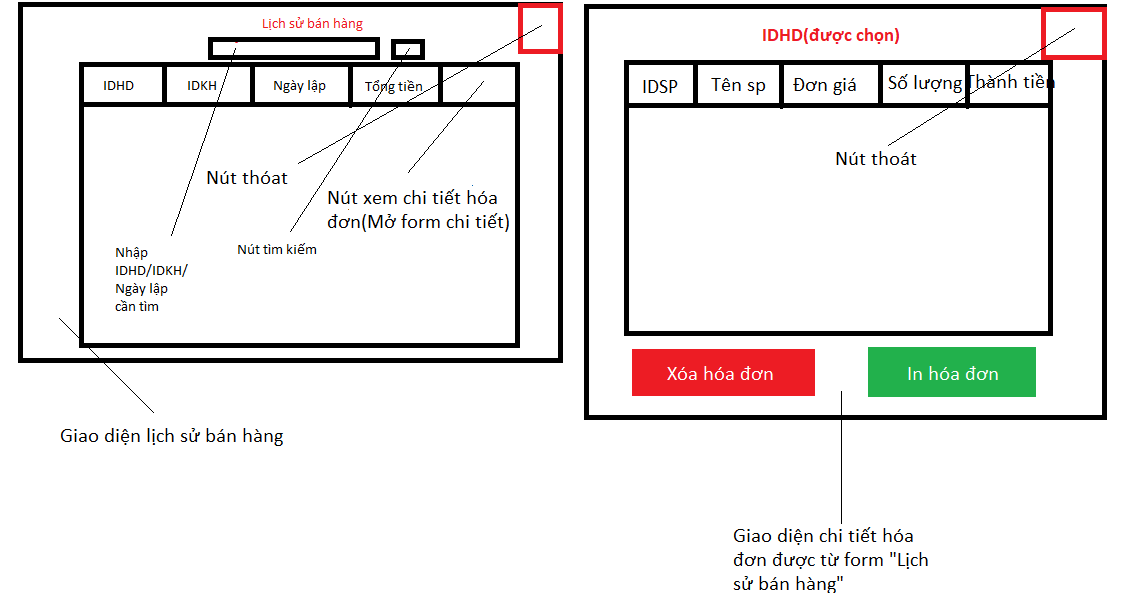 Lịch sử bán hàng
IDHD
IDKH
Ngày lập
Tổng tiền
Nút thóat
Nút xem chi tiết hóa
đơn(Mở form chi tiết)
Nút tìm kiếm
Nhập
IDHD/IDKH/
Ngày lập
cần tìm
Giao diện lịch sử bán hàng
IDHD(được chọn)
IDSP
Tên sp
Đơn giá
Số lượng
Thành tiền
Nút thoát
Xóa hóa đơn
In hóa đơn
Giao diện chi tiết hóa
đơn được từ form "Lịch
sử bán hàng"